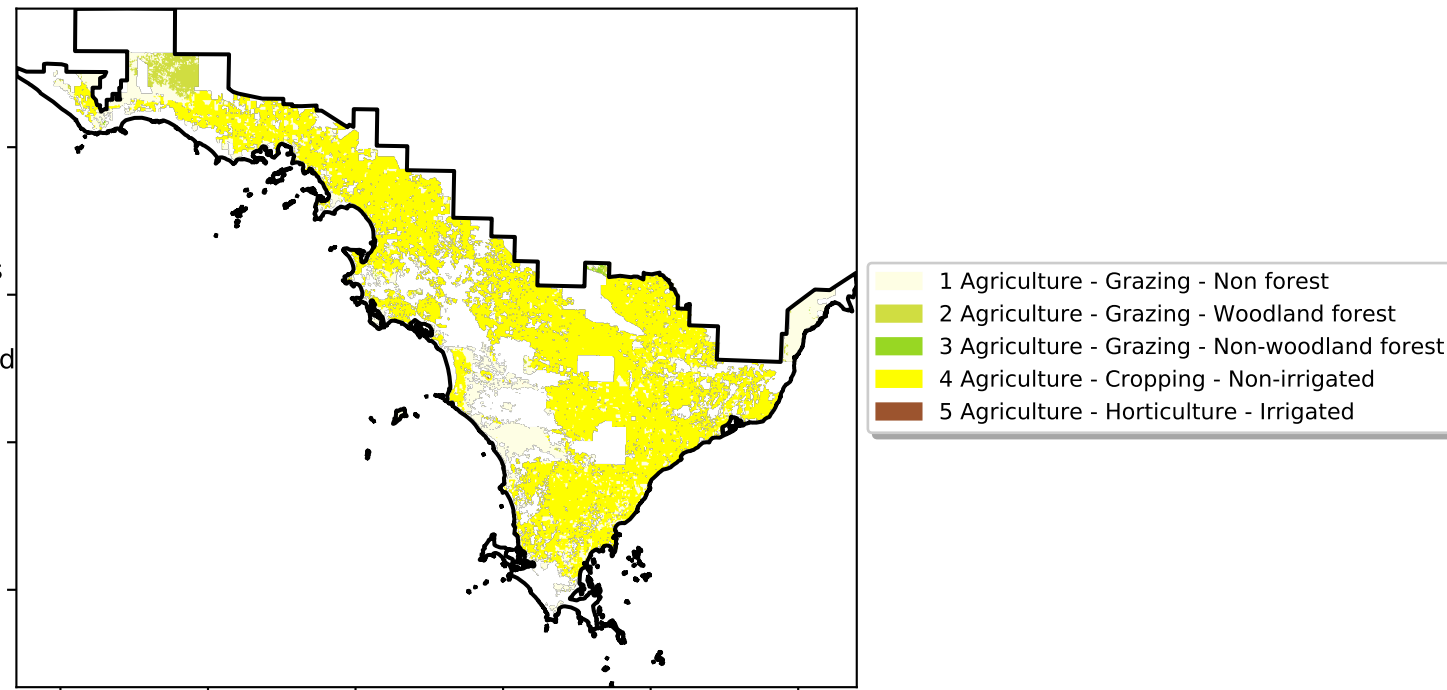 s
d
1 Agriculture - Grazing - Non forest
2 Agriculture - Grazing - Woodland forest
3 Agriculture - Grazing - Non-woodland forest
4 Agriculture - Cropping - Non-irrigated
5 Agriculture - Horticulture - Irrigated